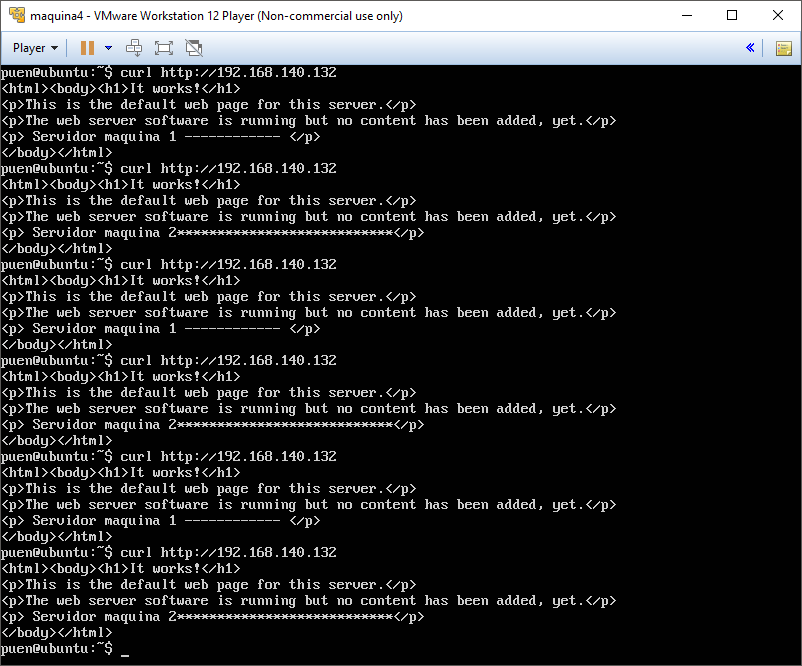 maquina4 - VMware Workstation 12 Player (Non-commercial use only)
Player
puen@ubuntu:~$ curl http://192.168.140.132
<html><body><h1>It works!</h1>
<p>This is the default web page for this server.</p>
<p>The web server software is running but no content has been added, yet.</p>
<p> Servidor maquina 1 ------------ </p>
</body></html>
puen@ubuntu:~$ curl http://192.168.140.132
<html><body><h1>It works!</h1>
<p>This is the default web page for this server.</p>
<p>The web server software is running but no content has been added, yet.</p>
<p> Servidor maquina 2***************************</p>
</body></html>
puen@ubuntu:~$ curl http://192.168.140.132
<html><body><h1>It works!</h1>
<p>This is the default web page for this server.</p>
<p>The web server software is running but no content has been added, yet.</p>
<p> Servidor maquina 1 ------------ </p>
</body></html>
puen@ubuntu:~$ curl http://192.168.140.132
<html><body><h1>It works!</h1>
<p>This is the default web page for this server.</p>
<p>The web server software is running but no content has been added, yet.</p>
<p> Servidor maquina 2***************************</p>
</body></html>
puen@ubuntu:~$ curl http://192.168.140.132
<html><body><h1>It works!</h1>
<p>This is the default web page for this server.</p>
<p>The web server software is running but no content has been added, yet.</p>
<p> Servidor maquina 1 ------------ </p>
</body></html>
puen@ubuntu:~$ curl http://192.168.140.132
<html><body><h1>It works!</h1>
<p>This is the default web page for this server.</p>
<p>The web server software is running but no content has been added, yet.</p>
<p> Servidor maquina 2***************************</p>
</body></html>
puen@ubuntu:~$ _